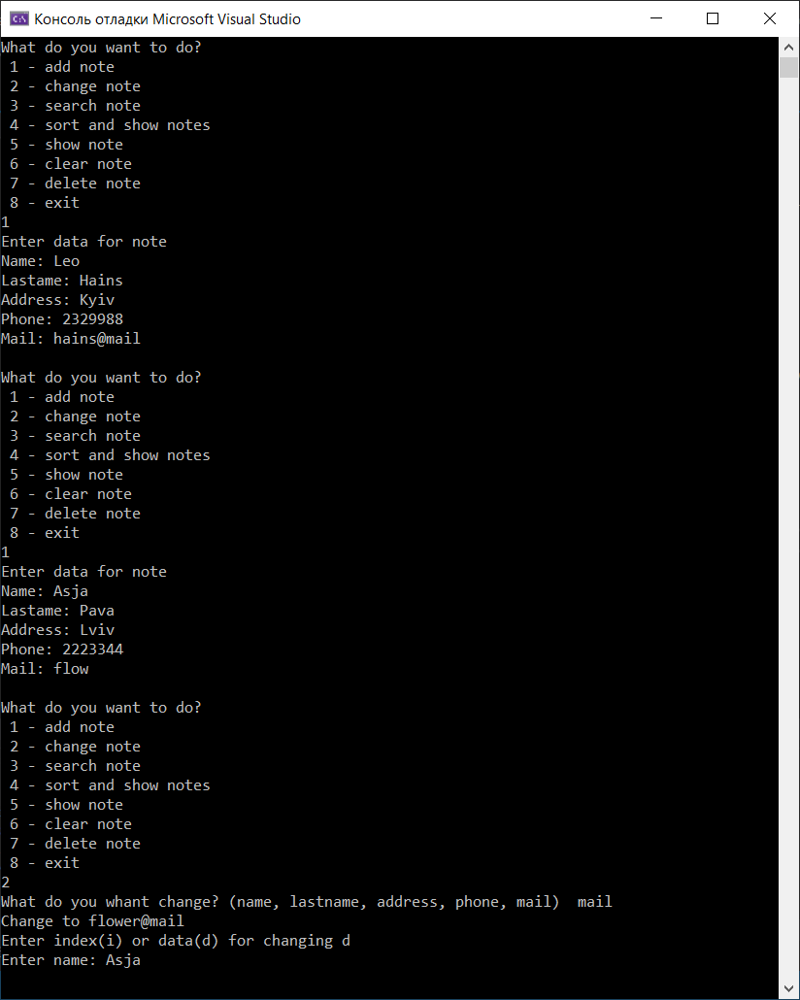 Консоль отладки Microsoft Visual Studio
What do you want to do?
1 - add note
2 - change note
3 - search note
4 - sort and show notes
5 - show note
6 - clear note
7 - delete note
8 - exit
1
Enter data for note
Name: Leo
Lastame: Hains
Address: Kyiv
Phone: 2329988
Mail: hains@mail
What do you want to do?
1 - add note
2 - change note
3 - search note
4 - sort and show notes
5 - show note
6 - clear note
7 - delete note
8 - exit
1
Enter data for note
Name: Asja
Lastame: Pava
Address: Lviv
Phone: 2223344
Mail: flow
What do you want to do?
1 - add note
2 - change note
3 - search note
4 - sort and show notes
5 - show note
6 - clear note
7 - delete note
8 - exit
2
What do you whant change? (name, lastname, address, phone, mail)  mail
Change to flower@mail
Enter index(i) or data(d) for changing d
Enter name: Asja